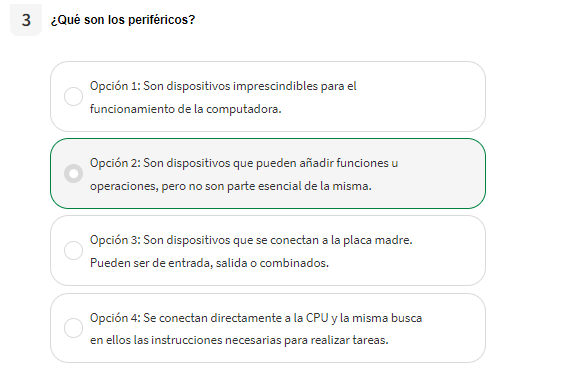 3 ¿Qué son los periféricos?
Opción 1: Son dispositivos imprescindibles para el
funcionamiento de la computadora.
Opción 2: Son dispositivos que pueden añadir funciones u
operaciones, pero no son parte esencial de la misma.
Opción 3: Son dispositivos que se conectan a la placa madre.
Pueden ser de entrada, salida o combinados.
Opción 4: Se conectan directamente a la CPU y la misma busca
en ellos las instrucciones necesarias para realizar tareas.